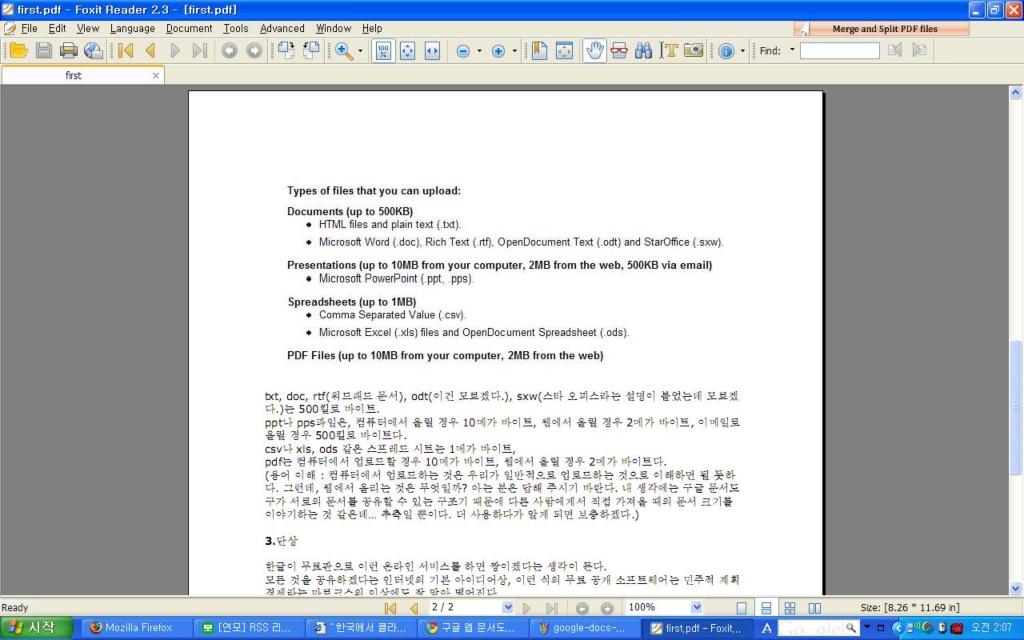 first.pdf - Foxit Reader 2.3 - [first.pdf]
File Edit View Language Document Tools Advanced Window Help
Merge and Split PDF files
Find:
first
Types of files that you can upload:
Documents (up to 500KB)
HTML files and plain text (.txt).
Microsoft Word (.doc), Rich Text (.rtf), OpenDocument Text (.odt) and StarOffice (.sxw).
Presentations (up to 10MB from your computer, 2MB from the web, 500KB via email)
Microsoft PowerPoint (.ppt, .pps).
Spreadsheets (up to 1MB)
Comma Separated Value (.csv).
Microsoft Excel (.xls) files and OpenDocument Spreadsheet (.ods).
PDF Files (up to 10MB from your computer, 2MB from the web)
txt, doc, rtf(워드패드 문서), odt(이건 모르겠다.), sxw(스타 오피스라는 설명이 붙었는데 모르겠
다.)는 500킬로 바이트.
ppt나 pps파일은, 컴퓨터에서 올릴 경우 10메가 바이트, 웹에서 올릴 경우 2메가 바이트, 이메일로
올릴 경우 500킬로 바이트다.
csv나 xls, ods 같은 스프레드 시트는 1메가 바이트,
pdf는 컴퓨터에서 업로드할 경우 10메가 바이트, 웹에서 올릴 경우 2메가 바이트다.
(용어 이해 : 컴퓨터에서 업로드하는 것은 우리가 일반적으로 업로드하는 것으로 이해하면 될 듯하
다. 그런데, 웹에서 올리는 것은 무엇일까? 아는 분은 답해 주시기 바란다. 내 생각에는 구글 문서도
구가 서로의 문서를 공유할 수 있는 구조기 때문에 다른 사람에게서 직접 가져올 때의 문서 크기를
이야기하는 것 같은데... 추측일 뿐이다. 더 사용하다가 알게 되면 보충하겠다.)
3.단상
한글이 무료판으로 이런 온라인 서비스를 하면 짱이겠다는 생각이 든다.
모든 것을 공유하겠다는 인터넷의 기본 아이디어상, 이런 식의 무료 공개 소프트웨어는 민주적 계획
경제라는 마르크스의 이상에도 잘 맞아 떨어진다.
Ready 2 / 2 100% Size: [8.26 * 11.69 in]
시작 Mozilla Firefox [연모] RSS 리... "한국에서 클라... 구글 웹 문서도... google-docs-... first.pdf - Foxit... A Google 오전 2:07